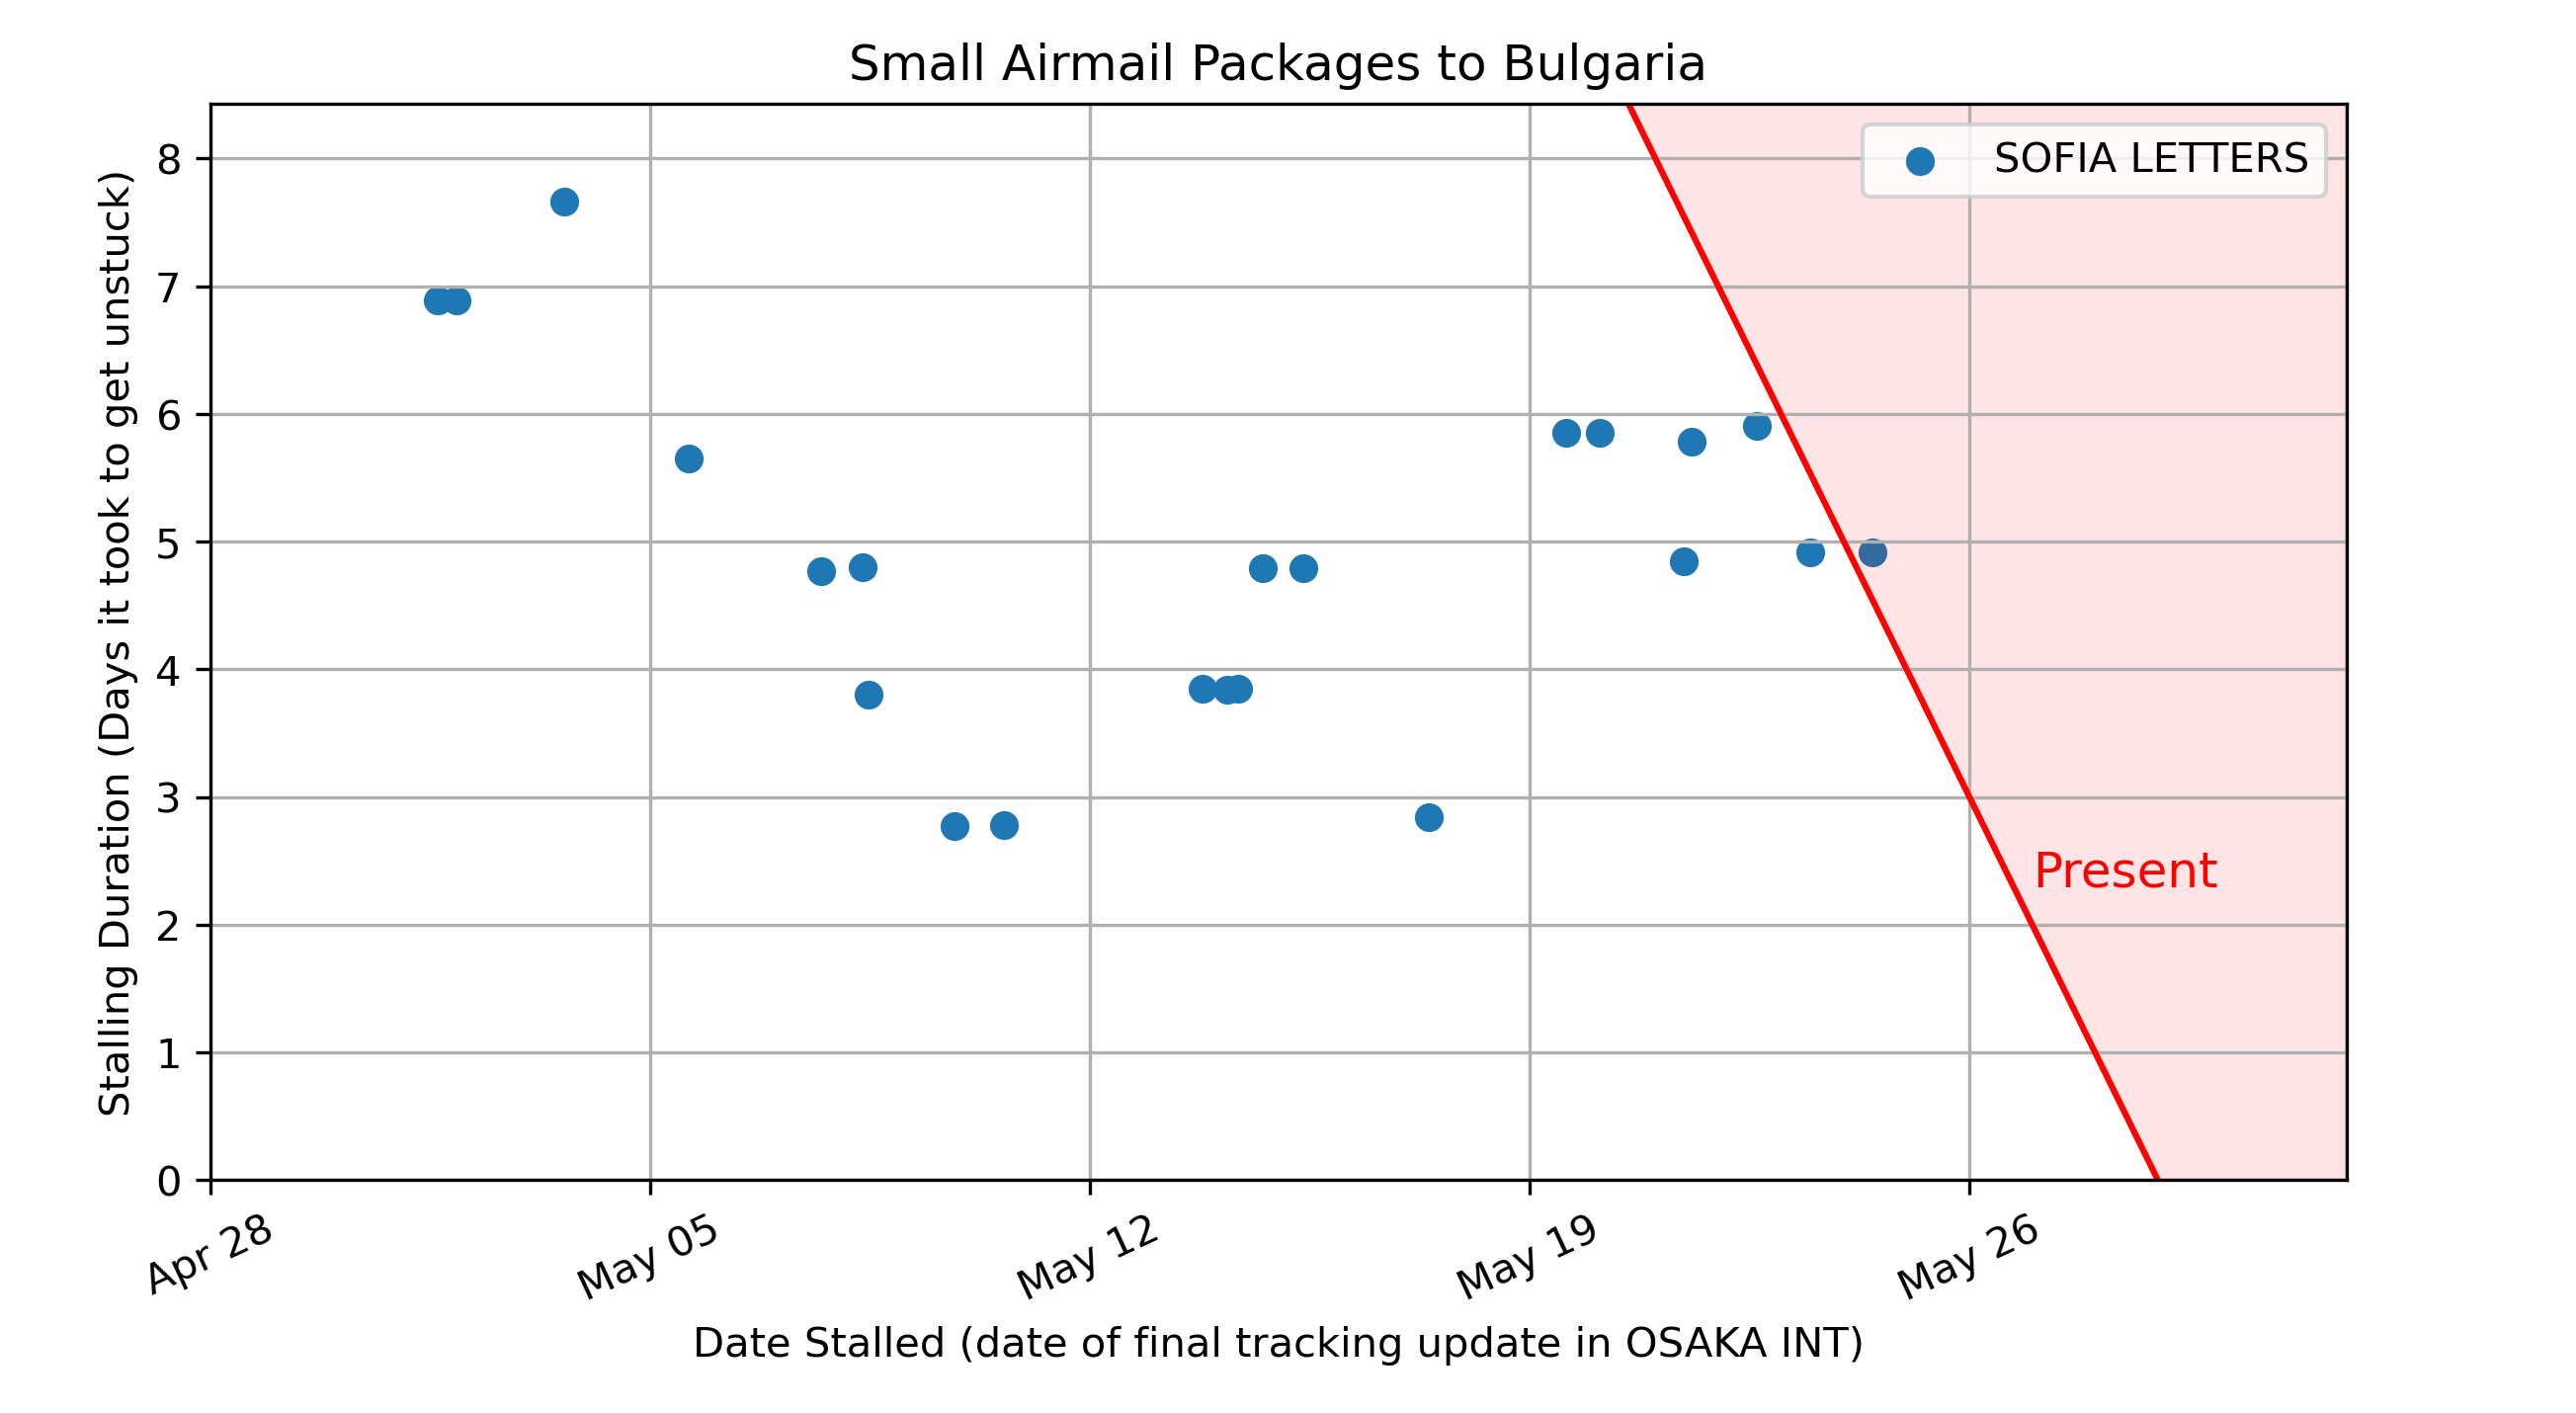 Small Airmail Packages to Bulgaria
SOFIA LETTERS
Stalling Duration (Days it took to get unstuck)
8
7
6
5
4
3
2
1
0
Present
Apr 28
May 05
May 12
May 19
May 26
Date Stalled (date of final tracking update in OSAKA INT)